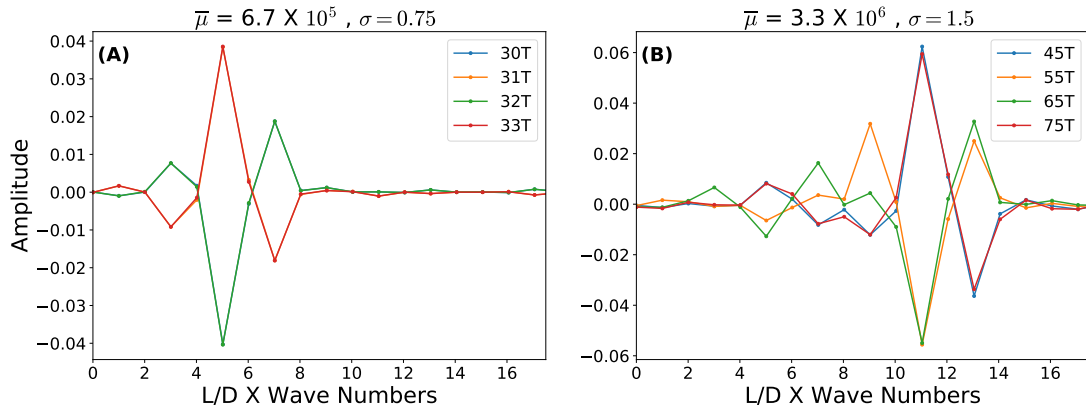 μ̅ = 6.7 X 10⁵ , σ = 0.75
(A)
30T
31T
32T
33T
0.04
0.03
0.02
0.01
0.00
−0.01
−0.02
−0.03
−0.04
Amplitude
0 2 4 6 8 10 12 14 16
L/D X Wave Numbers
μ̅ = 3.3 X 10⁶ , σ = 1.5
(B)
45T
55T
65T
75T
0.06
0.04
0.02
0.00
−0.02
−0.04
−0.06
0 2 4 6 8 10 12 14 16
L/D X Wave Numbers